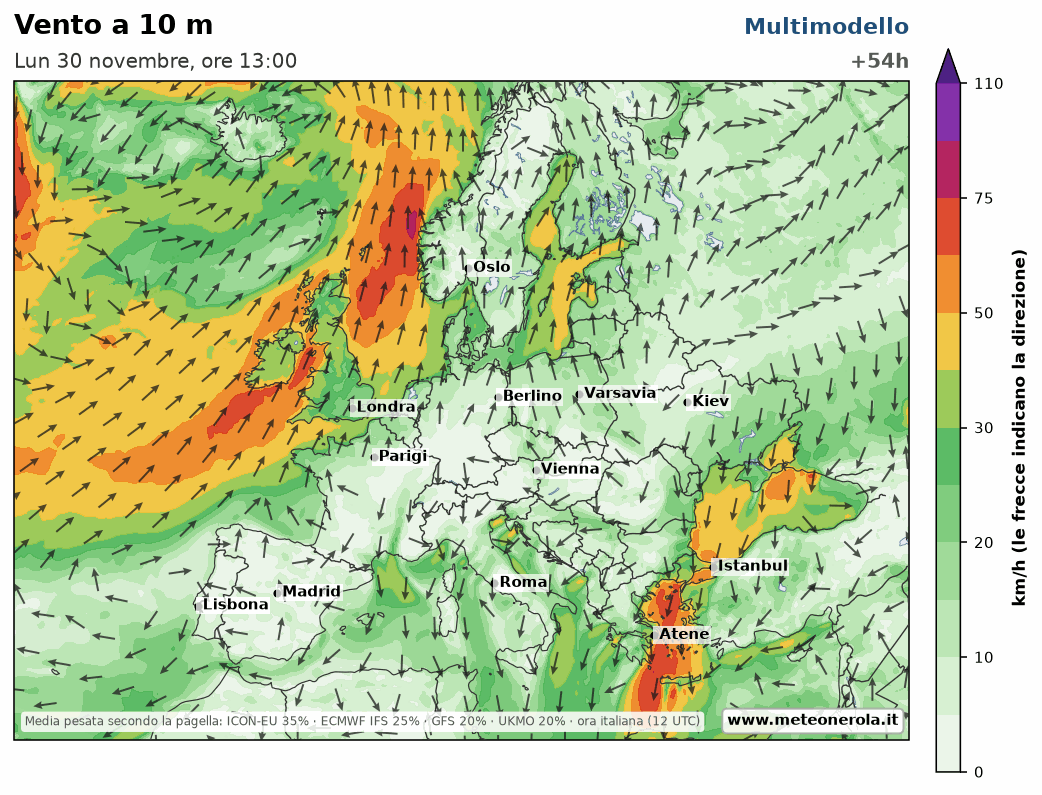 Vento a 10 m
Multimodello
Lun 30 novembre, ore 13:00
+54h
110
75
50
30
20
10
0
km/h (le frecce indicano la direzione)
Oslo
Londra
Berlino
Varsavia
Kiev
Parigi
Vienna
Istanbul
Roma
Madrid
Lisbona
Atene
Media pesata secondo la pagella: ICON-EU 35% · ECMWF IFS 25% · GFS 20% · UKMO 20% · ora italiana (12 UTC)
www.meteonerola.it